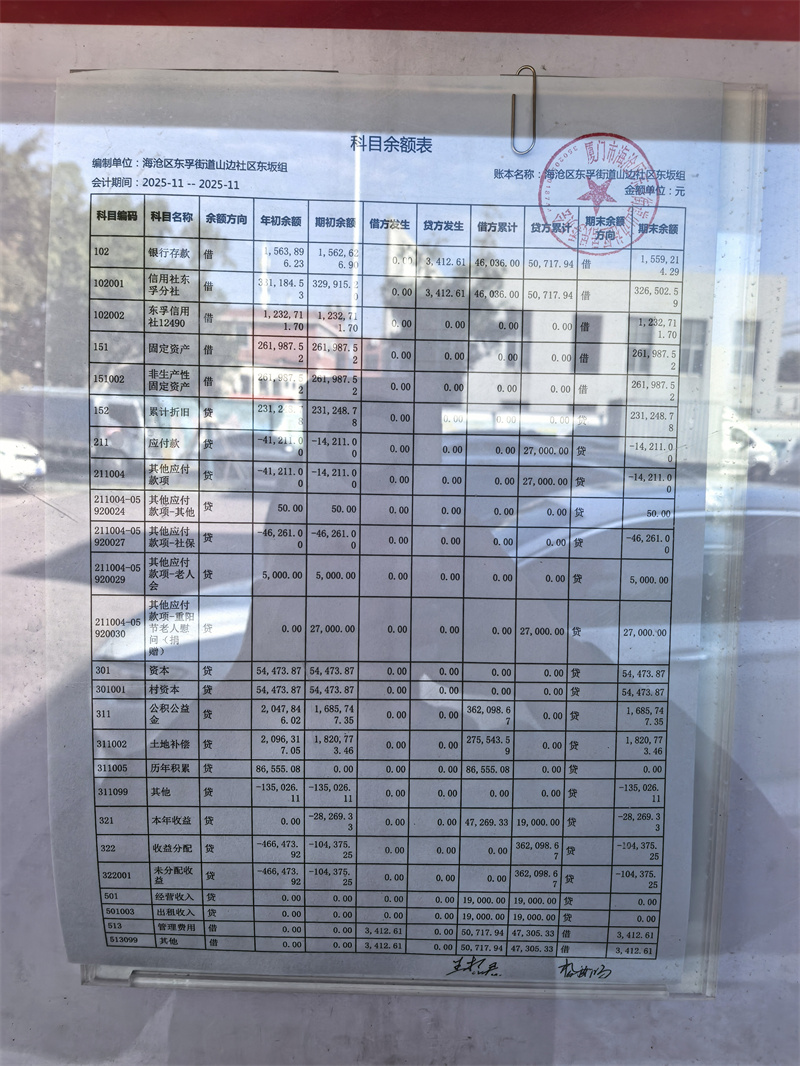 科目余额表
编制单位：海沧区东孚街道山边社区东坂组
账本名称：海沧区东孚街道山边社区东坂组
会计期间：2025-11 -- 2025-11
金额单位：元
科目编码 科目名称 余额方向 年初余额 期初余额 借方发生 贷方发生 借方累计 贷方累计 期末余额方向 期末余额
102 银行存款 借 1,563,896.23 1,562,626.90 0.00 3,412.61 46,036.00 50,717.94 借 1,559,214.29
102001 信用社东孚分社 借 331,184.53 329,915.20 0.00 3,412.61 46,036.00 50,717.94 借 326,502.59
102002 东孚信用社12490 借 1,232,711.70 1,232,711.70 0.00 0.00 0.00 0.00 借 1,232,711.70
151 固定资产 借 261,987.52 261,987.52 0.00 0.00 0.00 0.00 借 261,987.52
151002 非生产性固定资产 借 261,987.52 261,987.52 0.00 0.00 0.00 0.00 借 261,987.52
152 累计折旧 贷 231,248.78 231,248.78 0.00 0.00 0.00 0.00 贷 231,248.78
211 应付款 贷 -41,211.00 -14,211.00 0.00 0.00 0.00 27,000.00 贷 -14,211.00
211004 其他应付款项 贷 -41,211.00 -14,211.00 0.00 0.00 0.00 27,000.00 贷 -14,211.00
211004-05920024 其他应付款项-其他 贷 50.00 50.00 0.00 0.00 0.00 0.00 贷 50.00
211004-05920027 其他应付款项-社保 贷 -46,261.00 -46,261.00 0.00 0.00 0.00 0.00 贷 -46,261.00
211004-05920029 其他应付款项-老人会 贷 5,000.00 5,000.00 0.00 0.00 0.00 0.00 贷 5,000.00
211004-05920030 其他应付款项-重阳节老人慰问（捐赠） 贷 0.00 27,000.00 0.00 0.00 0.00 27,000.00 贷 27,000.00
301 资本 贷 54,473.87 54,473.87 0.00 0.00 0.00 0.00 贷 54,473.87
301001 村资本 贷 54,473.87 54,473.87 0.00 0.00 0.00 0.00 贷 54,473.87
311 公积公益金 贷 2,047,846.02 1,685,747.35 0.00 0.00 362,098.67 0.00 贷 1,685,747.35
311002 土地补偿 贷 2,096,317.05 1,820,773.46 0.00 0.00 275,543.59 0.00 贷 1,820,773.46
311005 历年积累 贷 86,555.08 0.00 0.00 0.00 86,555.08 0.00 贷 0.00
311099 其他 贷 -135,026.11 -135,026.11 0.00 0.00 0.00 0.00 贷 -135,026.11
321 本年收益 贷 0.00 -28,269.33 0.00 0.00 47,269.33 19,000.00 贷 -28,269.33
322 收益分配 贷 -466,473.92 -104,375.25 0.00 0.00 0.00 362,098.67 贷 -104,375.25
322001 未分配收益 贷 -466,473.92 -104,375.25 0.00 0.00 0.00 362,098.67 贷 -104,375.25
501 经营收入 贷 0.00 0.00 0.00 0.00 19,000.00 19,000.00 贷 0.00
501003 出租收入 贷 0.00 0.00 0.00 0.00 19,000.00 19,000.00 贷 0.00
513 管理费用 借 0.00 0.00 3,412.61 0.00 50,717.94 47,305.33 借 3,412.61
513099 其他 借 0.00 0.00 3,412.61 0.00 50,717.94 47,305.33 借 3,412.61